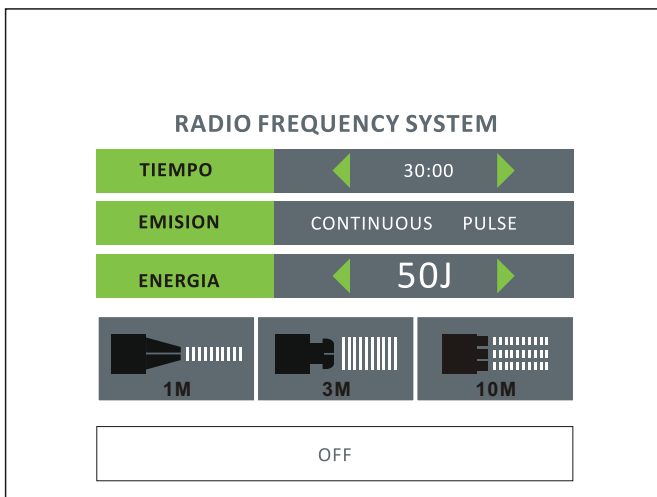 RADIO FREQUENCY SYSTEM
TIEMPO 30:00
EMISION CONTINUOUS PULSE
ENERGIA 50J
1M 3M 10M
OFF